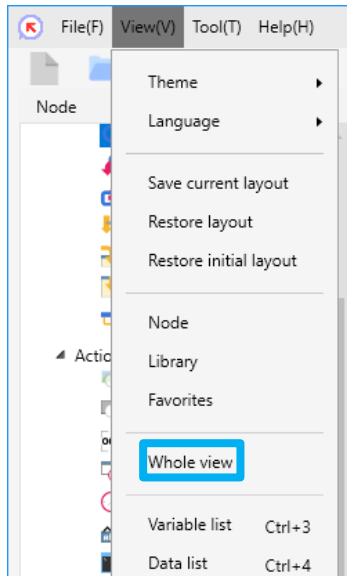 File(F) View(V) Tool(T) Help(H)
Node
Theme
Language
Save current layout
Restore layout
Restore initial layout
Node
Actio
Library
Favorites
Whole view
Variable list Ctrl+3
Data list Ctrl+4